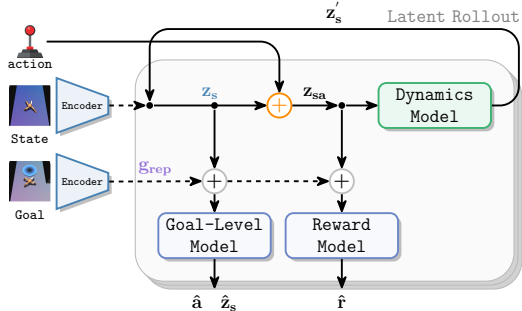 z's
Latent Rollout
action
Encoder
zs
+
zsa
Dynamics
Model
State
Encoder
grep
+
+
Goal
Goal-Level
Model
Reward
Model
â ẑs
r̂